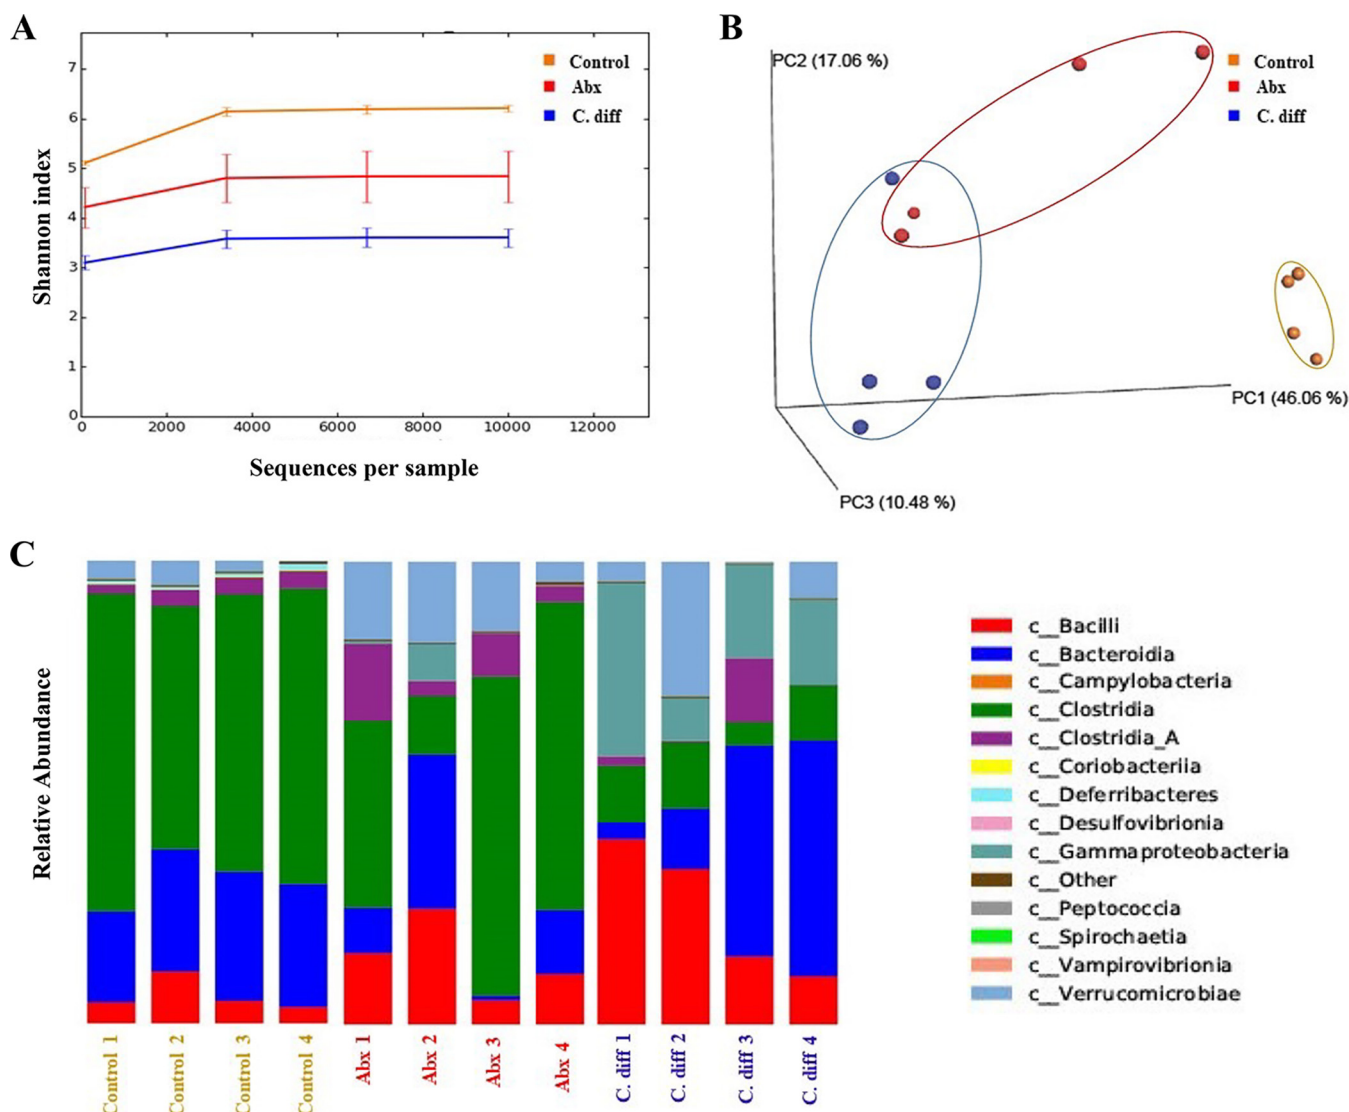 A
Shannon index
7
6
5
4
3
2
1
0
0 2000 4000 6000 8000 10000 12000
Sequences per sample
Control
Abx
C. diff
B
PC2 (17.06 %)
Control
Abx
C. diff
PC1 (46.06 %)
PC3 (10.48 %)
C
Relative Abundance
Control 1
Control 2
Control 3
Control 4
Abx 1
Abx 2
Abx 3
Abx 4
C. diff 1
C. diff 2
C. diff 3
C. diff 4
c__Bacilli
c__Bacteroidia
c__Campylobacteria
c__Clostridia
c__Clostridia_A
c__Coriobacteriia
c__Deferribacteres
c__Desulfovibrionia
c__Gammaproteobacteria
c__Other
c__Peptococcia
c__Spirochaetia
c__Vampirovibrionia
c__Verrucomicrobiae